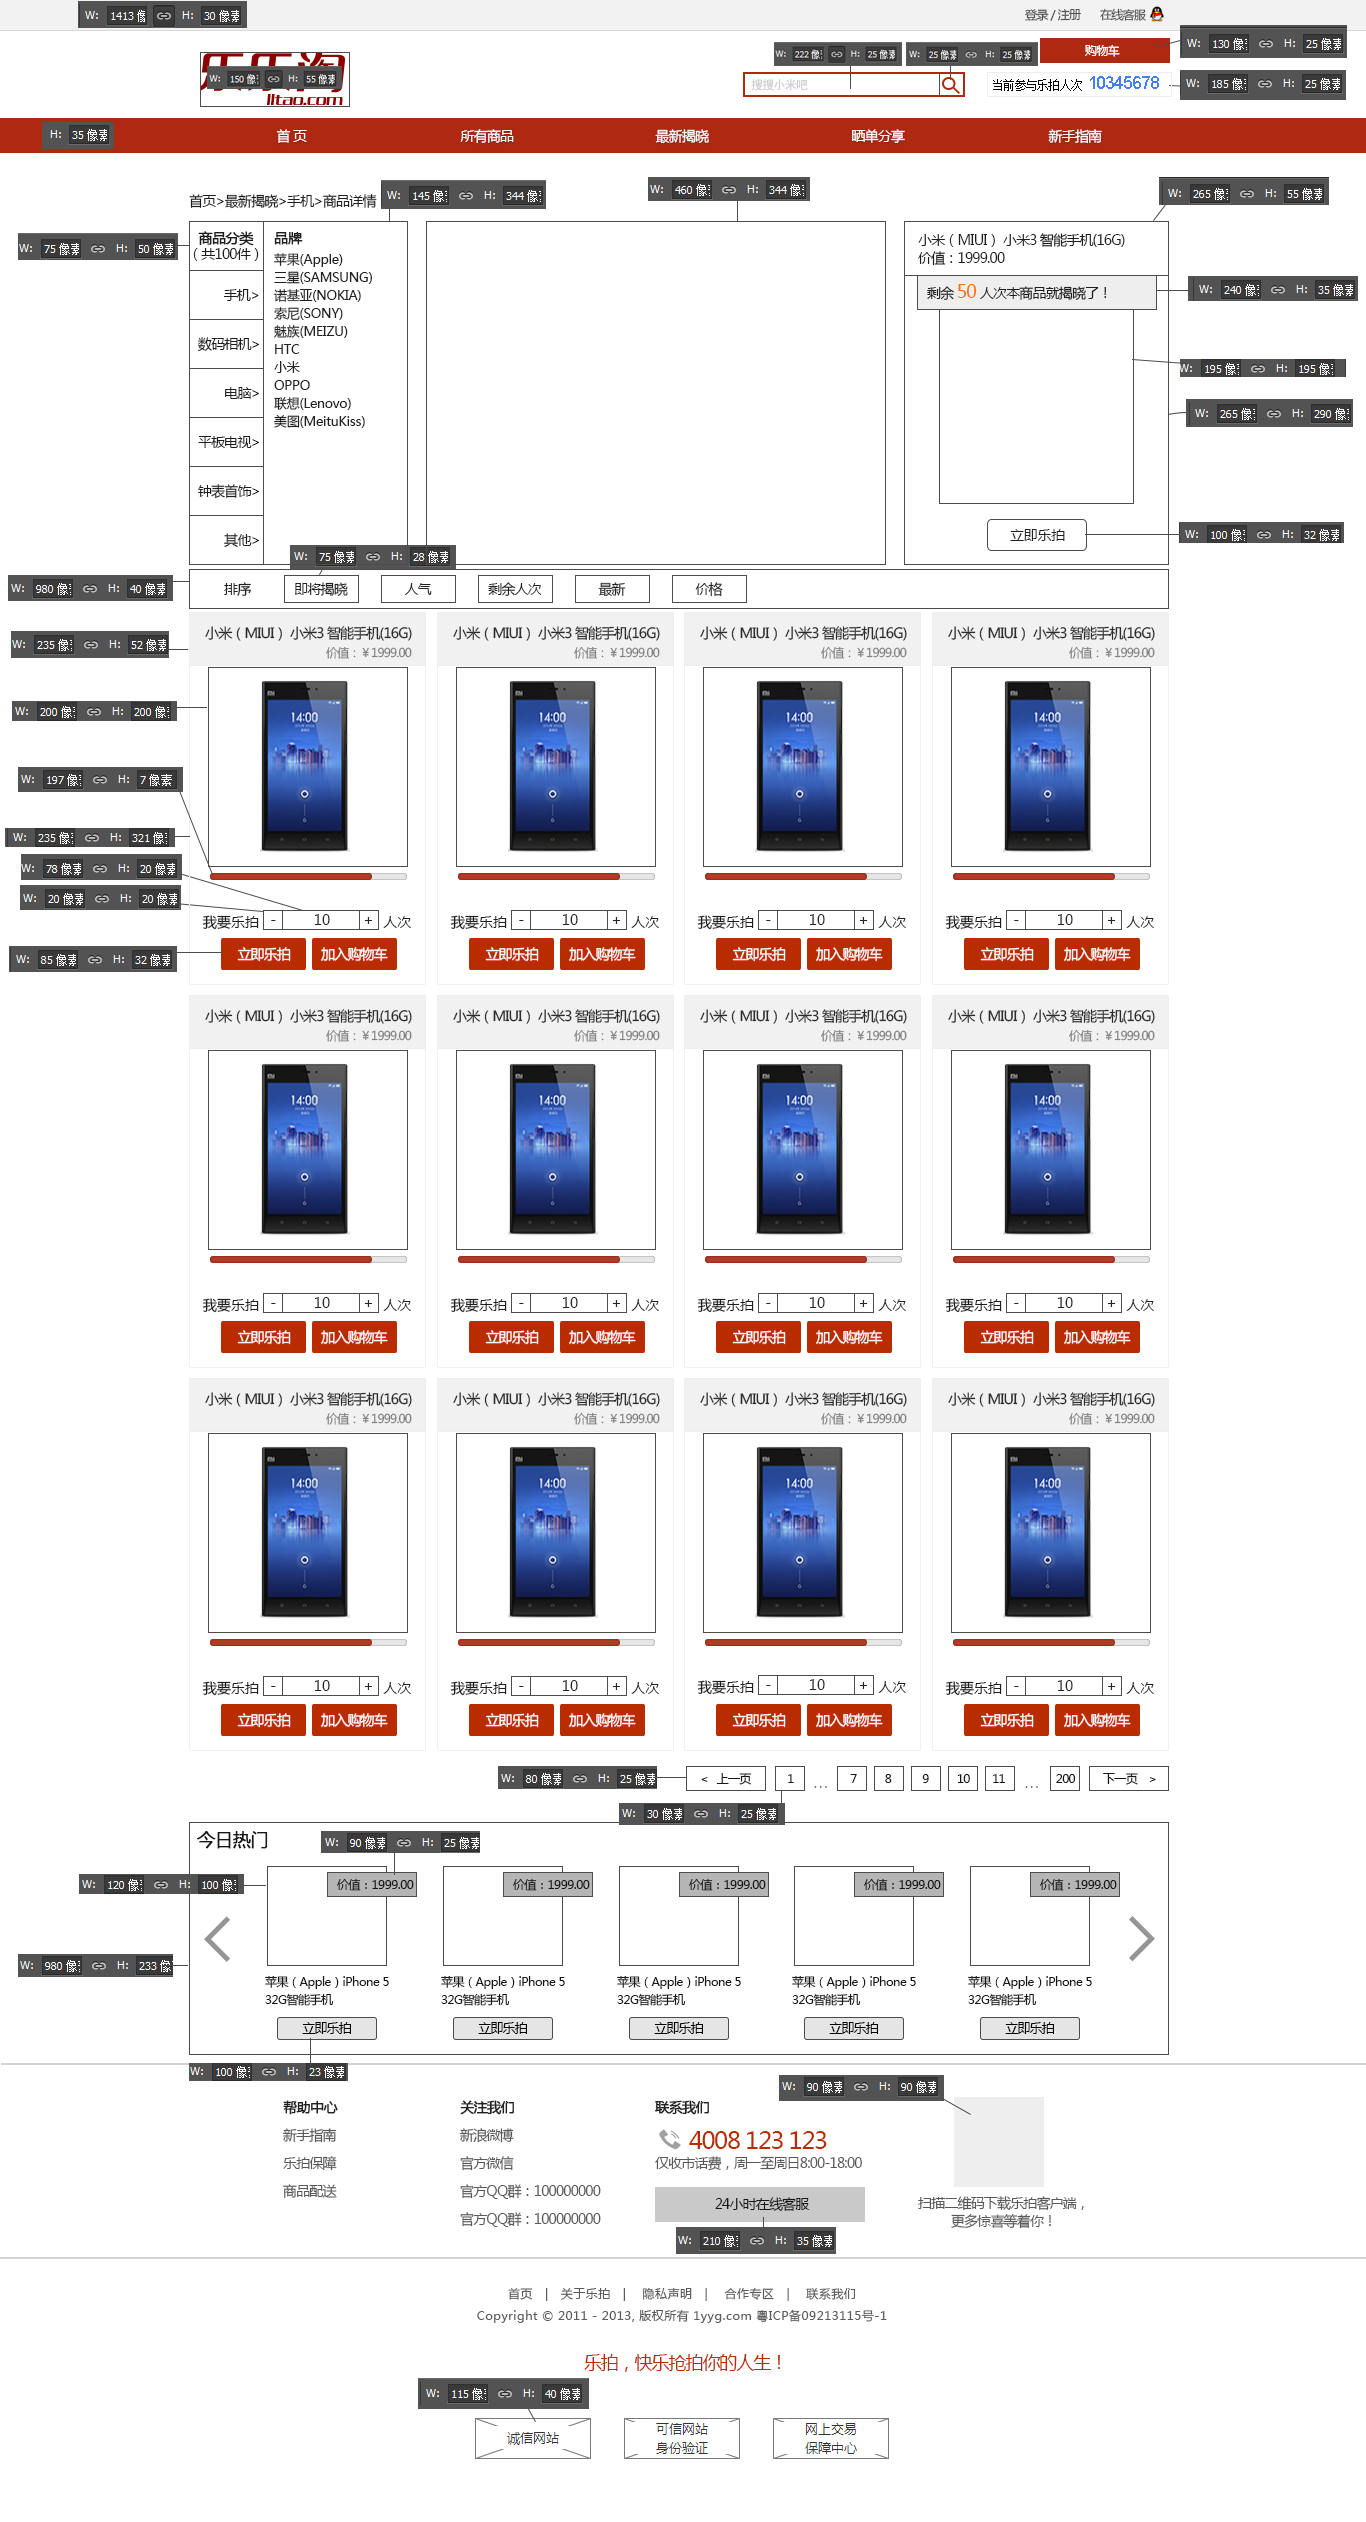 W: 1413 像 H: 30 像素
登录 / 注册 在线客服
W: 222 像 H: 25 像素
W: 25 像素 H: 25 像素
购物车
W: 130 像 H: 25 像素
乐乐淘
lltao.com
W: 150 像 H: 55 像素
搜搜小米吧
当前参与乐拍人次 10345678
W: 185 像 H: 25 像素
H: 35 像素
首 页 所有商品 最新揭晓 晒单分享 新手指南
首页>最新揭晓>手机>商品详情
W: 145 像 H: 344 像
W: 460 像 H: 344 像
W: 265 像 H: 55 像素
W: 75 像素 H: 50 像素
商品分类
（共100件）
手机>
数码相机>
电脑>
平板电视>
钟表首饰>
其他>
品牌
苹果(Apple)
三星(SAMSUNG)
诺基亚(NOKIA)
索尼(SONY)
魅族(MEIZU)
HTC
小米
OPPO
联想(Lenovo)
美图(MeituKiss)
小米（MIUI） 小米3 智能手机(16G)
价值：1999.00
剩余 50 人次本商品就揭晓了！
W: 240 像 H: 35 像素
W: 195 像 H: 195 像
W: 265 像 H: 290 像
立即乐拍
W: 100 像 H: 32 像素
W: 75 像素 H: 28 像素
W: 980 像 H: 40 像素
排序 即将揭晓 人气 剩余人次 最新 价格
W: 235 像 H: 52 像素
小米（MIUI） 小米3 智能手机(16G) 小米（MIUI） 小米3 智能手机(16G) 小米（MIUI） 小米3 智能手机(16G) 小米（MIUI） 小米3 智能手机(16G)
价值：￥1999.00 价值：￥1999.00 价值：￥1999.00 价值：￥1999.00
W: 200 像 H: 200 像
14:00 14:00 14:00 14:00
W: 197 像 H: 7 像素
W: 235 像 H: 321 像
W: 78 像素 H: 20 像素
W: 20 像素 H: 20 像素
我要乐拍 - 10 + 人次 我要乐拍 - 10 + 人次 我要乐拍 - 10 + 人次 我要乐拍 - 10 + 人次
W: 85 像素 H: 32 像素
立即乐拍 加入购物车 立即乐拍 加入购物车 立即乐拍 加入购物车 立即乐拍 加入购物车
小米（MIUI） 小米3 智能手机(16G) 小米（MIUI） 小米3 智能手机(16G) 小米（MIUI） 小米3 智能手机(16G) 小米（MIUI） 小米3 智能手机(16G)
价值：￥1999.00 价值：￥1999.00 价值：￥1999.00 价值：￥1999.00
14:00 14:00 14:00 14:00
我要乐拍 - 10 + 人次 我要乐拍 - 10 + 人次 我要乐拍 - 10 + 人次 我要乐拍 - 10 + 人次
立即乐拍 加入购物车 立即乐拍 加入购物车 立即乐拍 加入购物车 立即乐拍 加入购物车
小米（MIUI） 小米3 智能手机(16G) 小米（MIUI） 小米3 智能手机(16G) 小米（MIUI） 小米3 智能手机(16G) 小米（MIUI） 小米3 智能手机(16G)
价值：￥1999.00 价值：￥1999.00 价值：￥1999.00 价值：￥1999.00
14:00 14:00 14:00 14:00
我要乐拍 - 10 + 人次 我要乐拍 - 10 + 人次 我要乐拍 - 10 + 人次 我要乐拍 - 10 + 人次
立即乐拍 加入购物车 立即乐拍 加入购物车 立即乐拍 加入购物车 立即乐拍 加入购物车
W: 80 像素 H: 25 像素
< 上一页 1 ... 7 8 9 10 11 ... 200 下一页 >
W: 30 像素 H: 25 像素
今日热门
W: 90 像素 H: 25 像素
W: 120 像 H: 100 像
价值：1999.00 价值：1999.00 价值：1999.00 价值：1999.00 价值：1999.00
W: 980 像 H: 233 像
苹果（Apple）iPhone 5 苹果（Apple）iPhone 5 苹果（Apple）iPhone 5 苹果（Apple）iPhone 5 苹果（Apple）iPhone 5
32G智能手机 32G智能手机 32G智能手机 32G智能手机 32G智能手机
立即乐拍 立即乐拍 立即乐拍 立即乐拍 立即乐拍
W: 100 像 H: 23 像素
W: 90 像素 H: 90 像素
帮助中心
新手指南
乐拍保障
商品配送
关注我们
新浪微博
官方微信
官方QQ群：100000000
官方QQ群：100000000
联系我们
4008 123 123
仅收市话费，周一至周日8:00-18:00
24小时在线客服
W: 210 像 H: 35 像素
扫描二维码下载乐拍客户端，
更多惊喜等着你！
首页 | 关于乐拍 | 隐私声明 | 合作专区 | 联系我们
Copyright © 2011 - 2013, 版权所有 1yyg.com 粤ICP备09213115号-1
乐拍，快乐抢拍你的人生！
W: 115 像 H: 40 像素
诚信网站
可信网站
身份验证
网上交易
保障中心